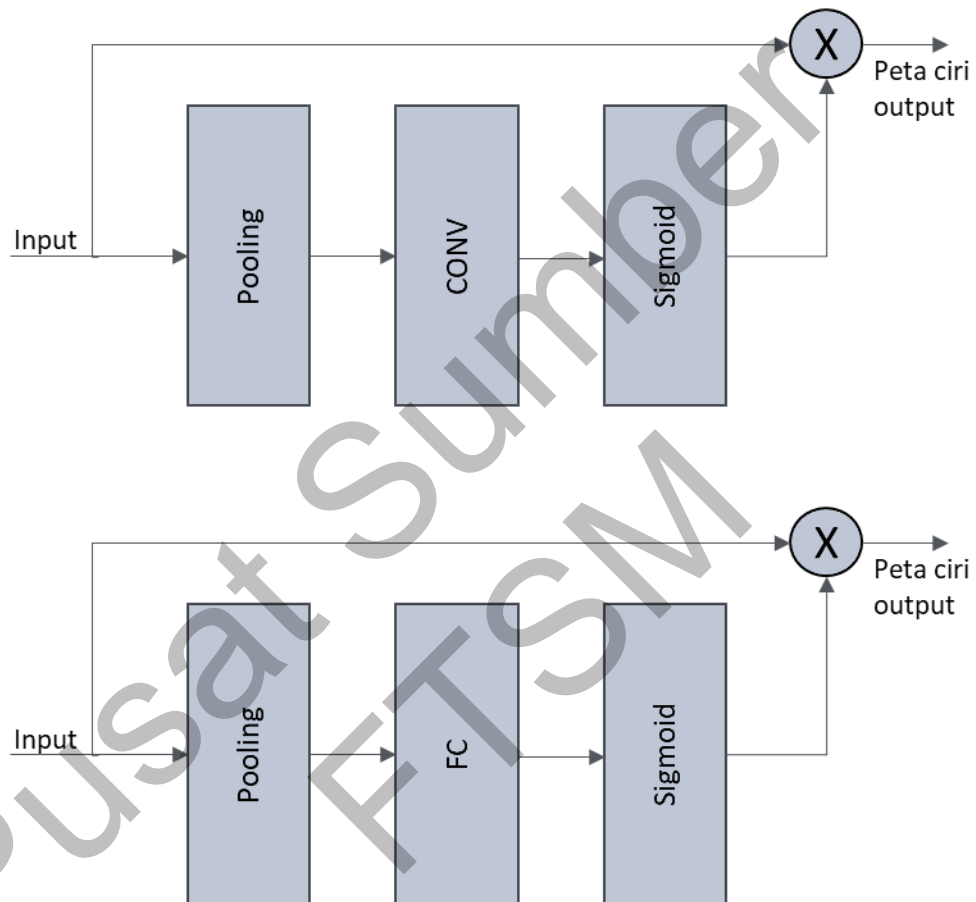 X
Peta ciri
output
Input
Pooling
CONV
Sigmoid
X
Peta ciri
output
Input
Pooling
FC
Sigmoid
Pusat Sumber
FTSM